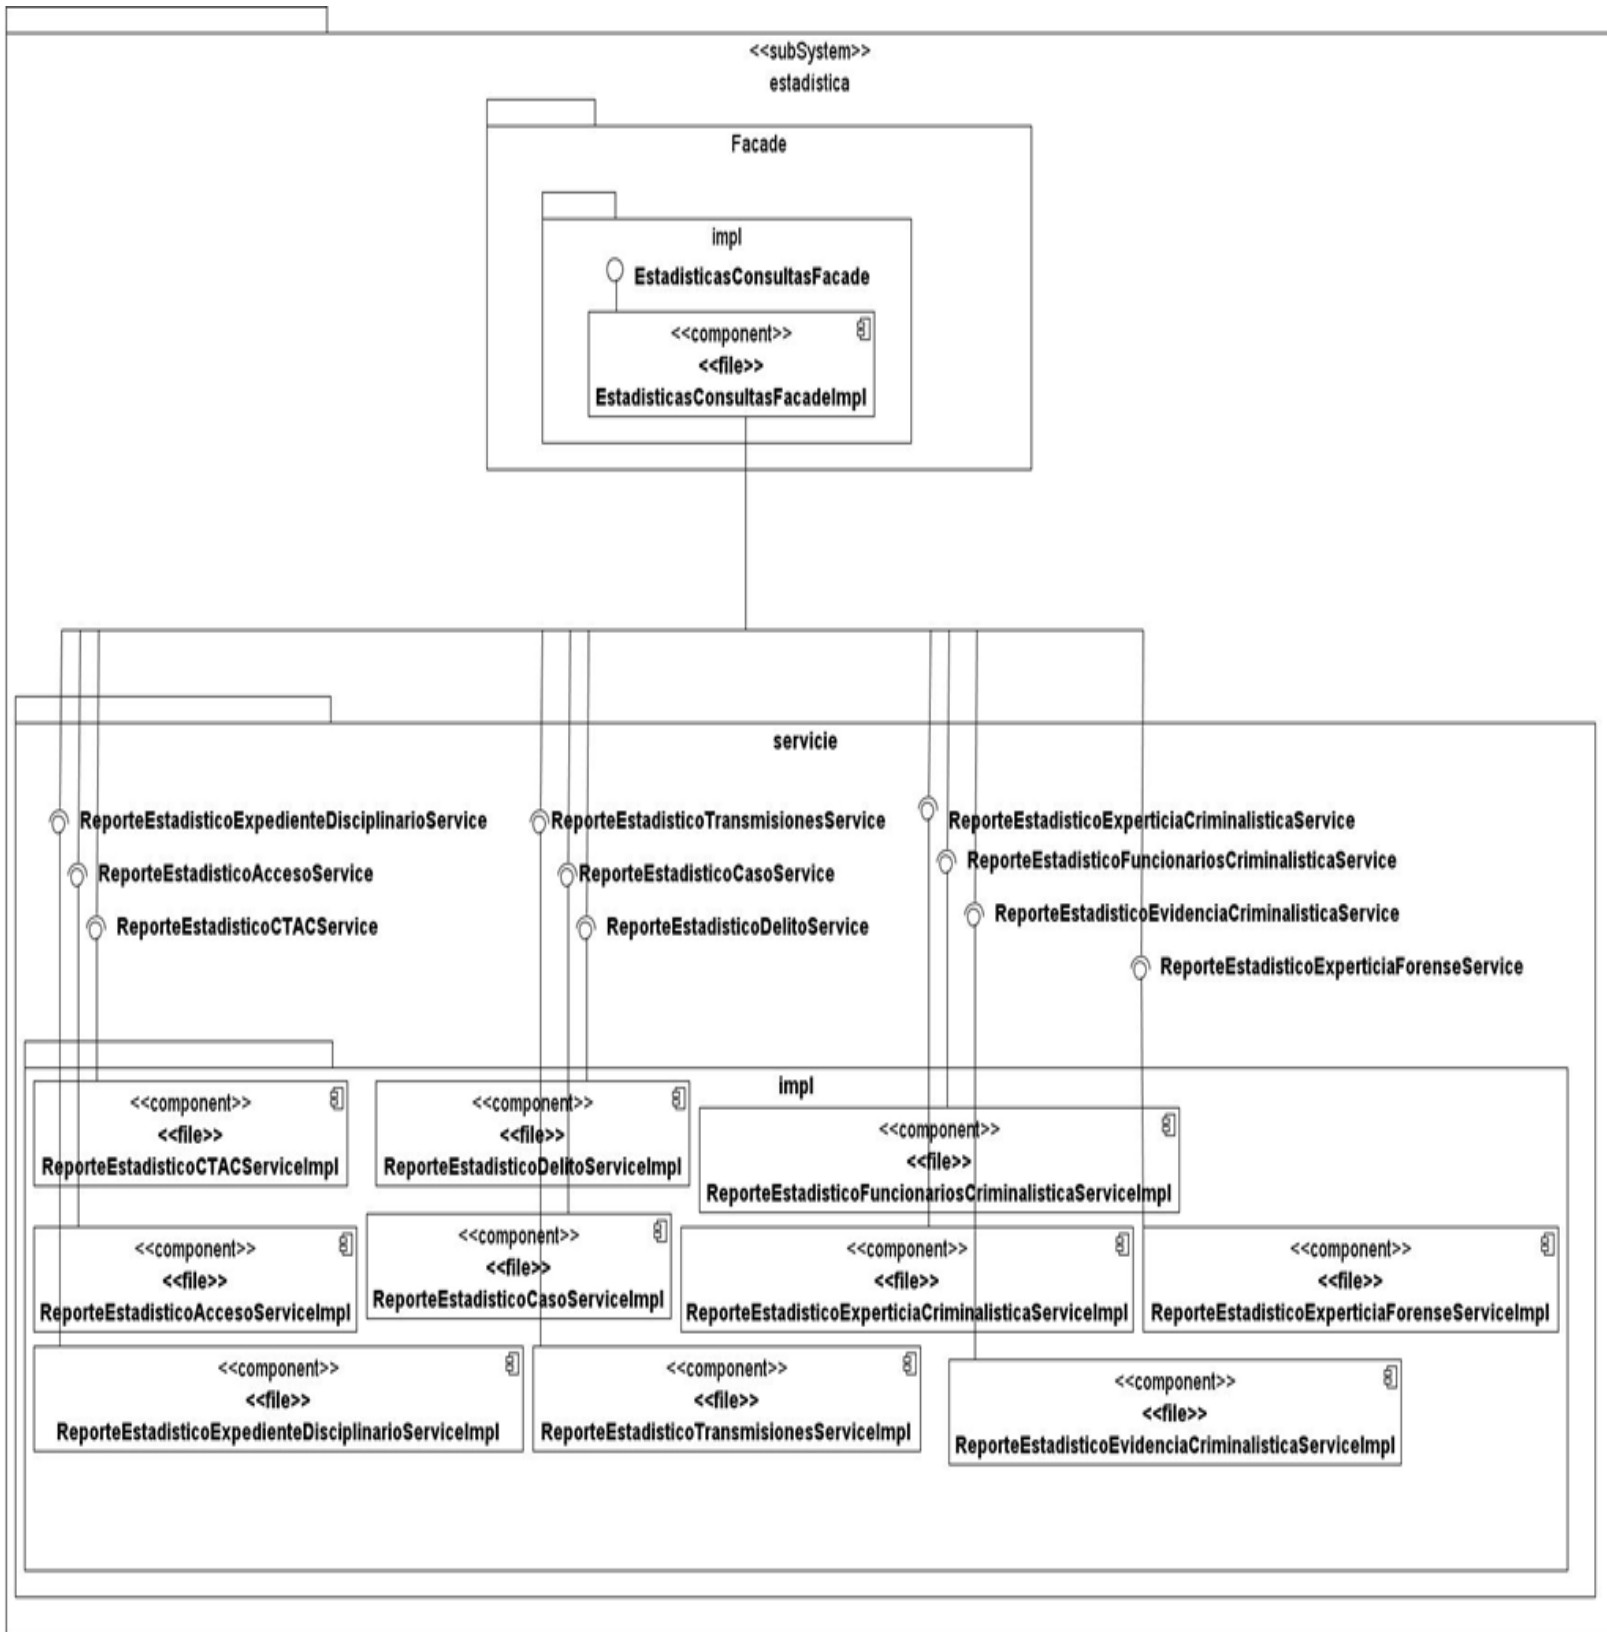 <<subSystem>>
estadistica
Facade
impl
EstadisticasConsultasFacade
<<component>>
<<file>>
EstadisticasConsultasFacadeImpl
servicie
ReporteEstadisticoExpedienteDisciplinarioService
ReporteEstadisticoAccesoService
ReporteEstadisticoCTACService
ReporteEstadisticoTransmisionesService
ReporteEstadisticoCasoService
ReporteEstadisticoDelitoService
ReporteEstadisticoExperticiaCriminalisticaService
ReporteEstadisticoFuncionariosCriminalisticaService
ReporteEstadisticoEvidenciaCriminalisticaService
ReporteEstadisticoExperticiaForenseService
impl
<<component>>
<<file>>
ReporteEstadisticoCTACServiceImpl
<<component>>
<<file>>
ReporteEstadisticoDelitoServiceImpl
<<component>>
<<file>>
ReporteEstadisticoFuncionariosCriminalisticaServiceImpl
<<component>>
<<file>>
ReporteEstadisticoAccesoServiceImpl
<<component>>
<<file>>
ReporteEstadisticoCasoServiceImpl
<<component>>
<<file>>
ReporteEstadisticoExperticiaCriminalisticaServiceImpl
<<component>>
<<file>>
ReporteEstadisticoExperticiaForenseServiceImpl
<<component>>
<<file>>
ReporteEstadisticoExpedienteDisciplinarioServiceImpl
<<component>>
<<file>>
ReporteEstadisticoTransmisionesServiceImpl
<<component>>
<<file>>
ReporteEstadisticoEvidenciaCriminalisticaServiceImpl